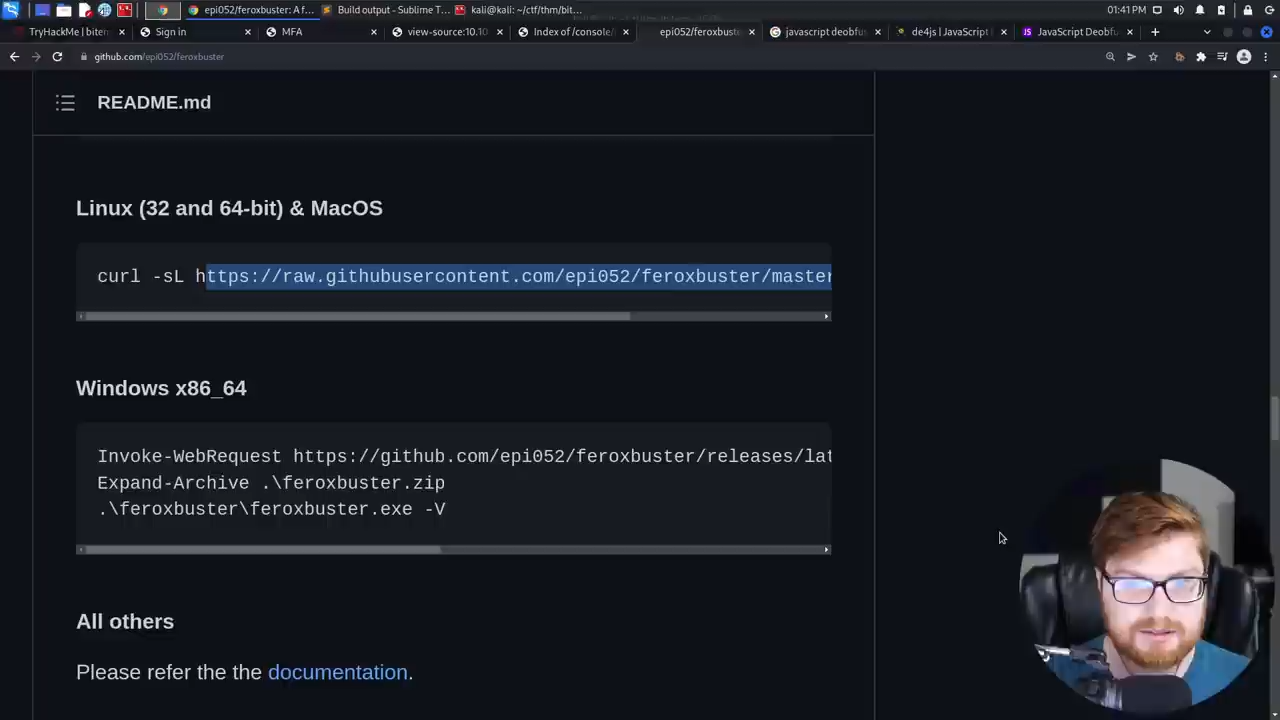 epi052/feroxbuster: A f...
Build output - Sublime T...
kali@kali: ~/ctf/thm/bit...
01:41 PM
TryHackMe | bitem
Sign in
MFA
view-source:10.10
Index of /console/
epi052/feroxbuster
javascript deobfus
de4js | JavaScript
JavaScript Deobfu
github.com/epi052/feroxbuster
README.md
Linux (32 and 64-bit) & MacOS
curl -sL https://raw.githubusercontent.com/epi052/feroxbuster/master
Windows x86_64
Invoke-WebRequest https://github.com/epi052/feroxbuster/releases/lat
Expand-Archive .\feroxbuster.zip
.\feroxbuster\feroxbuster.exe -V
All others
Please refer the the documentation.